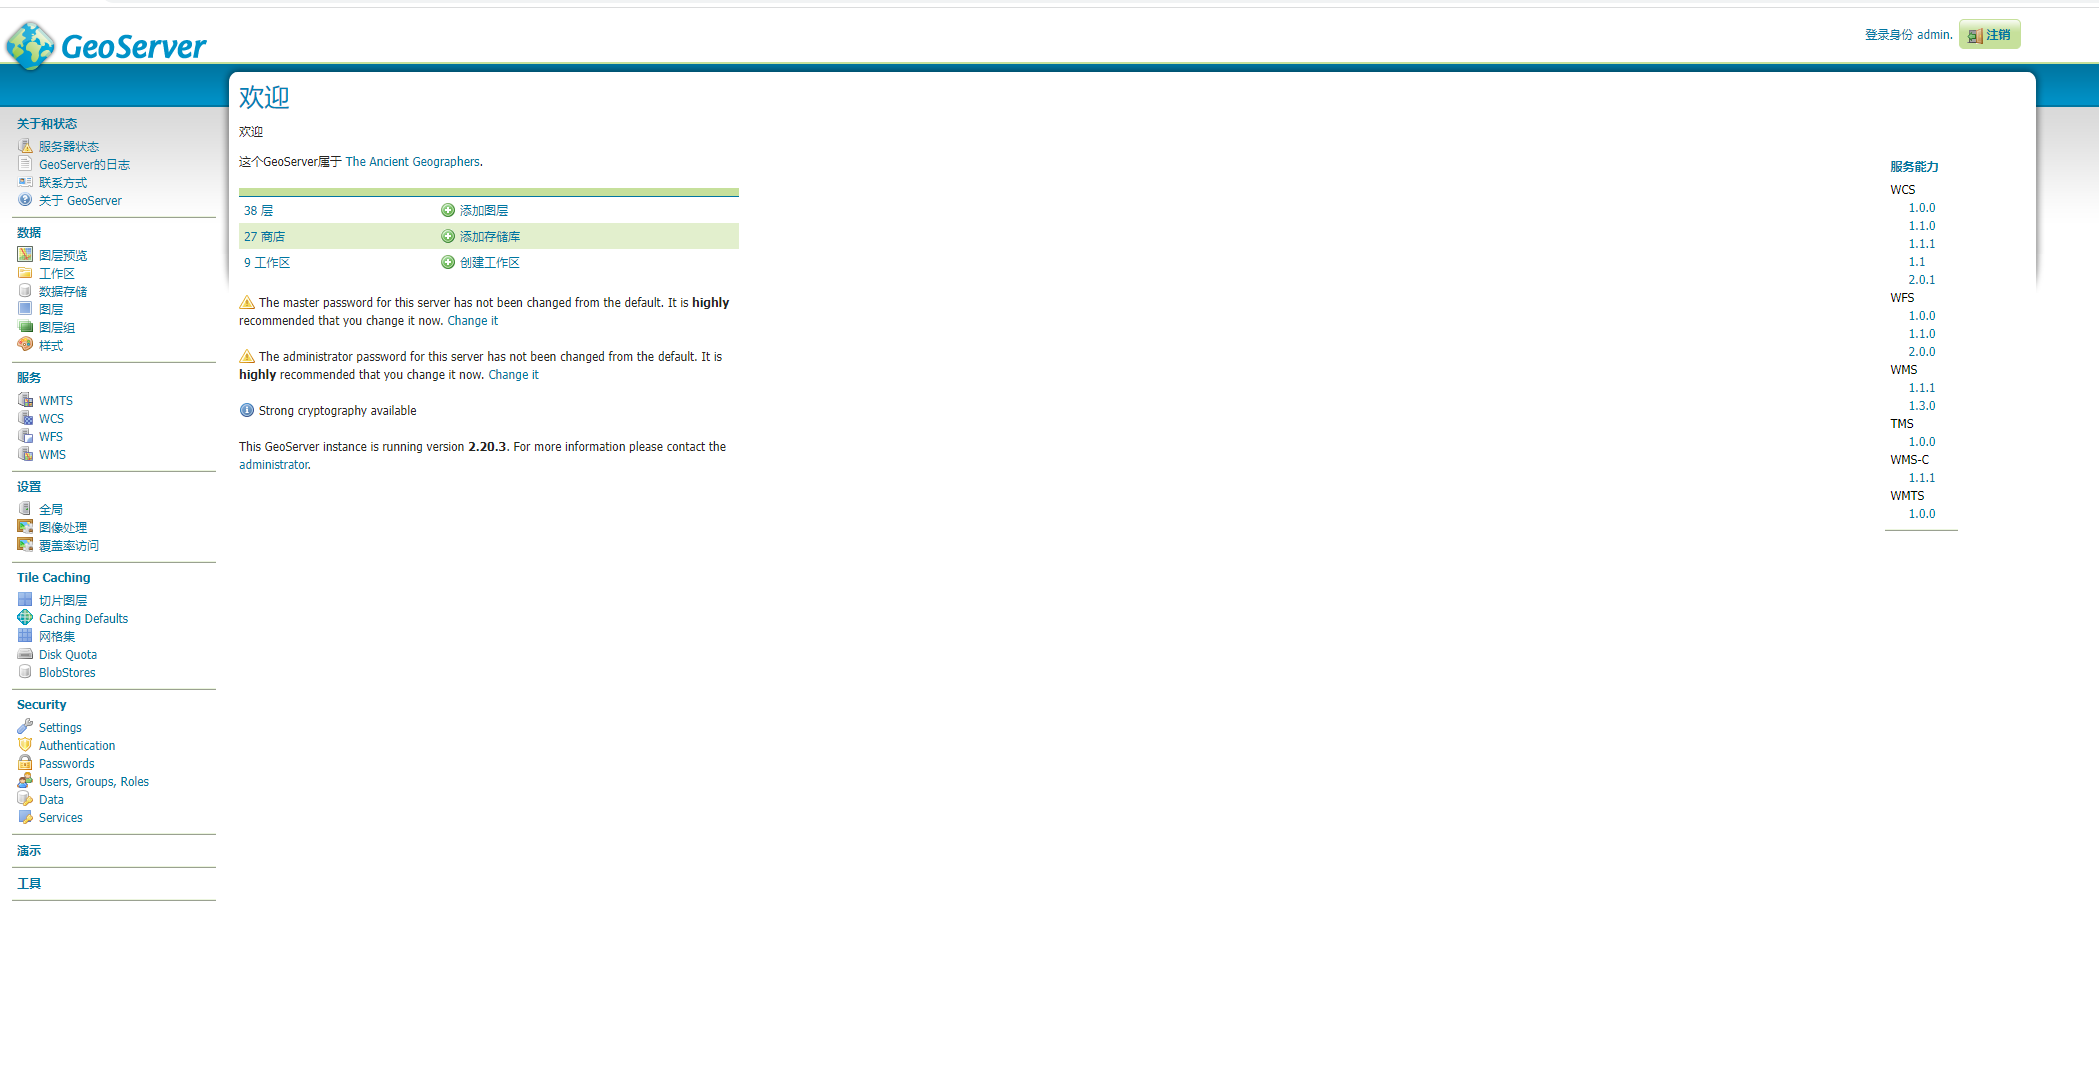 GeoServer
登录身份 admin.
注销
关于和状态
服务器状态
GeoServer的日志
联系方式
关于 GeoServer
数据
图层预览
工作区
数据存储
图层
图层组
样式
服务
WMTS
WCS
WFS
WMS
设置
全局
图像处理
覆盖率访问
Tile Caching
切片图层
Caching Defaults
网格集
Disk Quota
BlobStores
Security
Settings
Authentication
Passwords
Users, Groups, Roles
Data
Services
演示
工具
欢迎
欢迎
这个GeoServer属于 The Ancient Geographers.
38 层 添加图层
27 商店 添加存储库
9 工作区 创建工作区
The master password for this server has not been changed from the default. It is highly
recommended that you change it now. Change it
The administrator password for this server has not been changed from the default. It is
highly recommended that you change it now. Change it
Strong cryptography available
This GeoServer instance is running version 2.20.3. For more information please contact the
administrator.
服务能力
WCS
1.0.0
1.1.0
1.1.1
1.1
2.0.1
WFS
1.0.0
1.1.0
2.0.0
WMS
1.1.1
1.3.0
TMS
1.0.0
WMS-C
1.1.1
WMTS
1.0.0